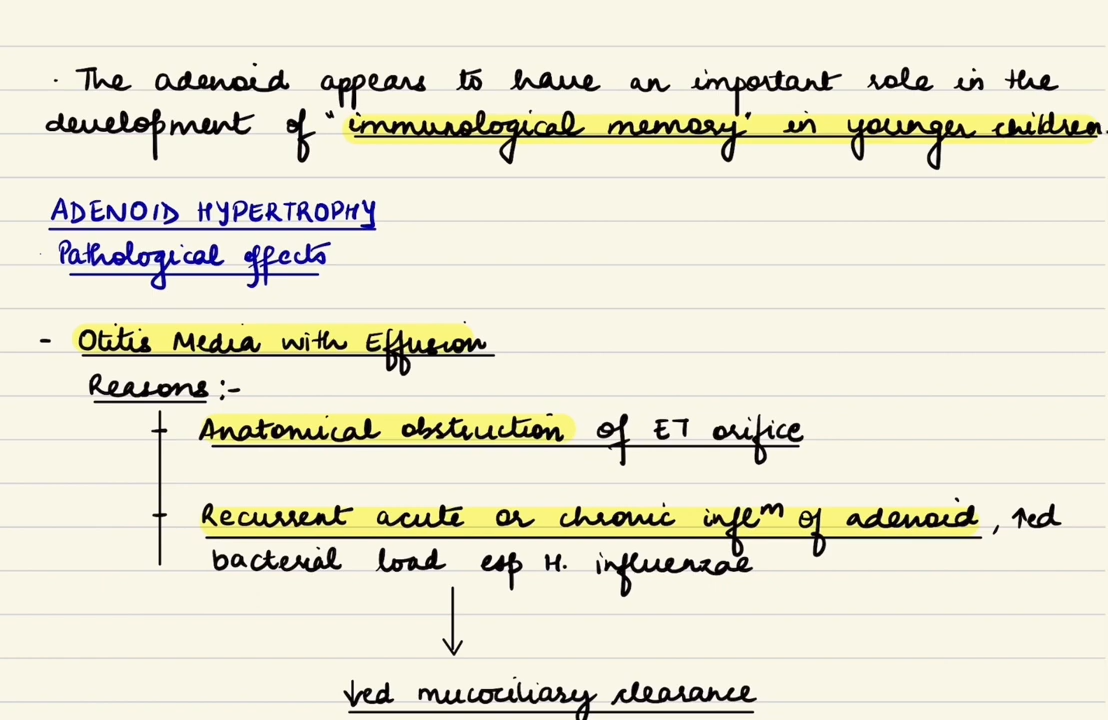 · The adenoid appears to have an important role in the
development of "immunological memory" in younger children.
ADENOID HYPERTROPHY
Pathological effects
- Otitis Media with Effusion
Reasons :-
Anatomical obstruction of ET orifice
Recurrent acute or chronic inflᵐ of adenoid, ↑ed
bacterial load esp H. influenzae
↓
↓ed mucociliary clearance